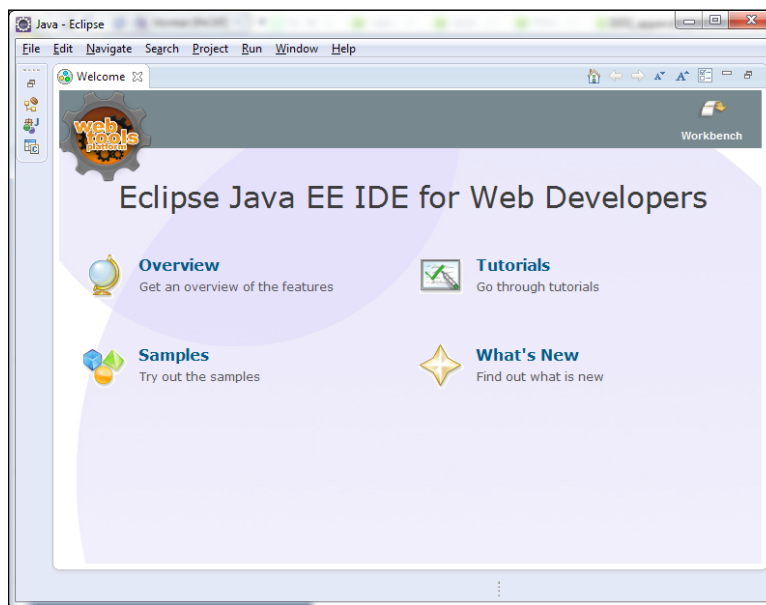 Java - Eclipse
File Edit Navigate Search Project Run Window Help
Welcome
web
tools
platform
Workbench
Eclipse Java EE IDE for Web Developers
Overview
Get an overview of the features
Tutorials
Go through tutorials
Samples
Try out the samples
What's New
Find out what is new